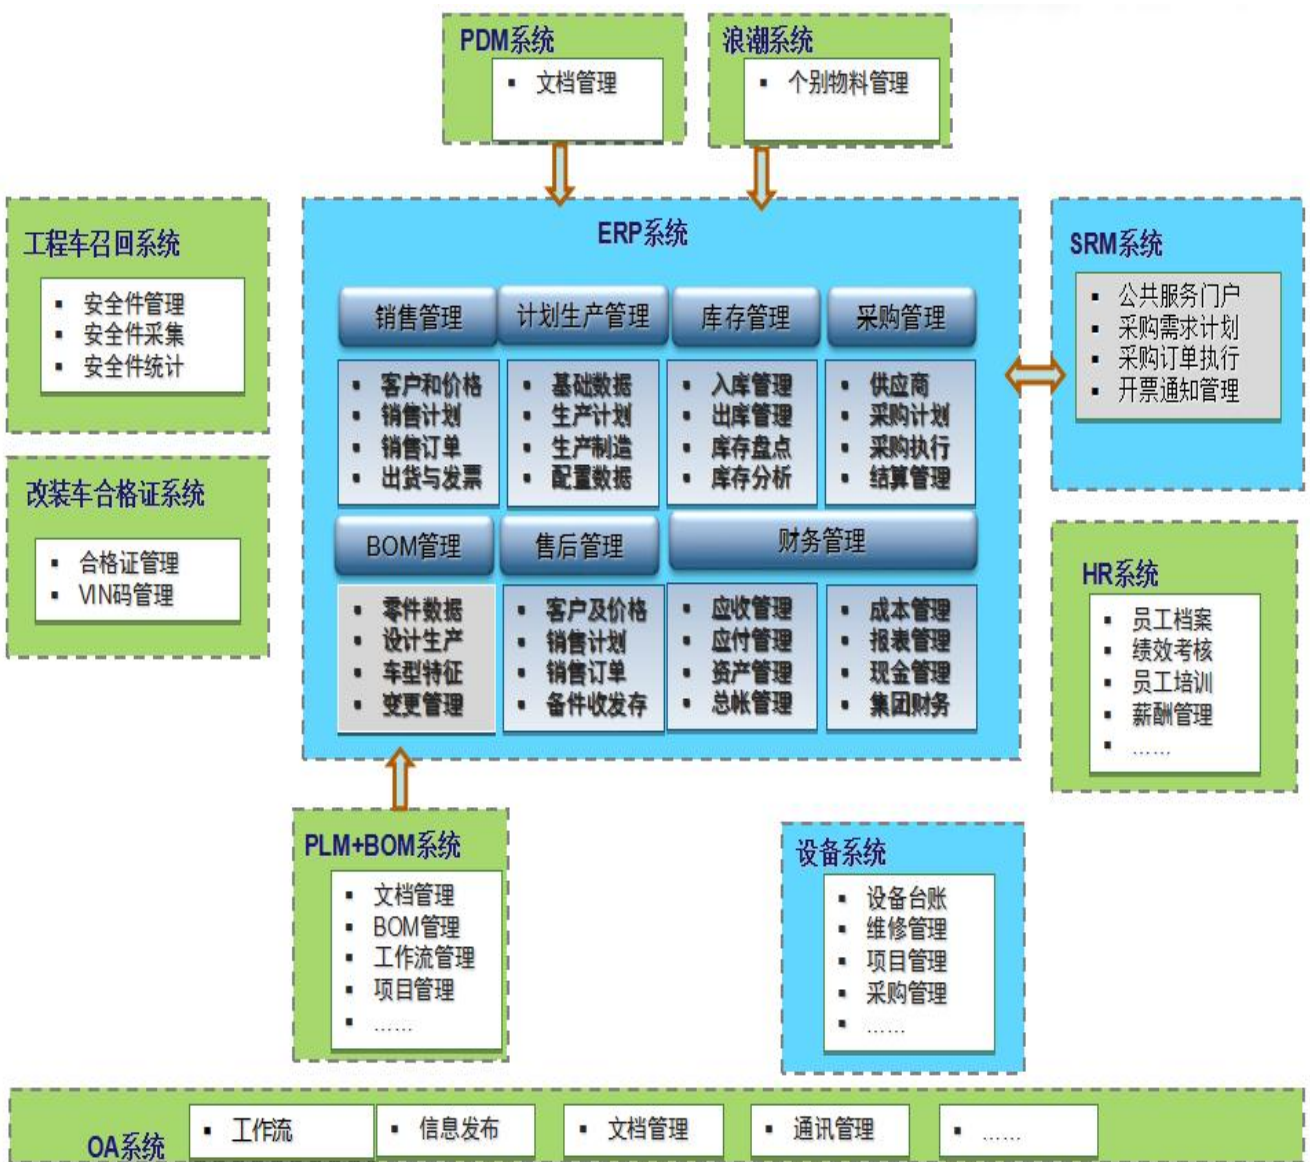 PDM系统
▪ 文档管理
浪潮系统
▪ 个别物料管理
工程车召回系统
▪ 安全件管理
▪ 安全件采集
▪ 安全件统计
改装车合格证系统
▪ 合格证管理
▪ VIN码管理
ERP系统
销售管理
▪ 客户和价格
▪ 销售计划
▪ 销售订单
▪ 出货与发票
计划生产管理
▪ 基础数据
▪ 生产计划
▪ 生产制造
▪ 配置数据
库存管理
▪ 入库管理
▪ 出库管理
▪ 库存盘点
▪ 库存分析
采购管理
▪ 供应商
▪ 采购计划
▪ 采购执行
▪ 结算管理
BOM管理
▪ 零件数据
▪ 设计生产
▪ 车型特征
▪ 变更管理
售后管理
▪ 客户及价格
▪ 销售计划
▪ 销售订单
▪ 备件收发存
财务管理
▪ 应收管理
▪ 应付管理
▪ 资产管理
▪ 总帐管理
▪ 成本管理
▪ 报表管理
▪ 现金管理
▪ 集团财务
SRM系统
▪ 公共服务门户
▪ 采购需求计划
▪ 采购订单执行
▪ 开票通知管理
HR系统
▪ 员工档案
▪ 绩效考核
▪ 员工培训
▪ 薪酬管理
▪ ……
PLM+BOM系统
▪ 文档管理
▪ BOM管理
▪ 工作流管理
▪ 项目管理
▪ ……
设备系统
▪ 设备台账
▪ 维修管理
▪ 项目管理
▪ 采购管理
▪ ……
OA系统
▪ 工作流
▪ 信息发布
▪ 文档管理
▪ 通讯管理
▪ ……